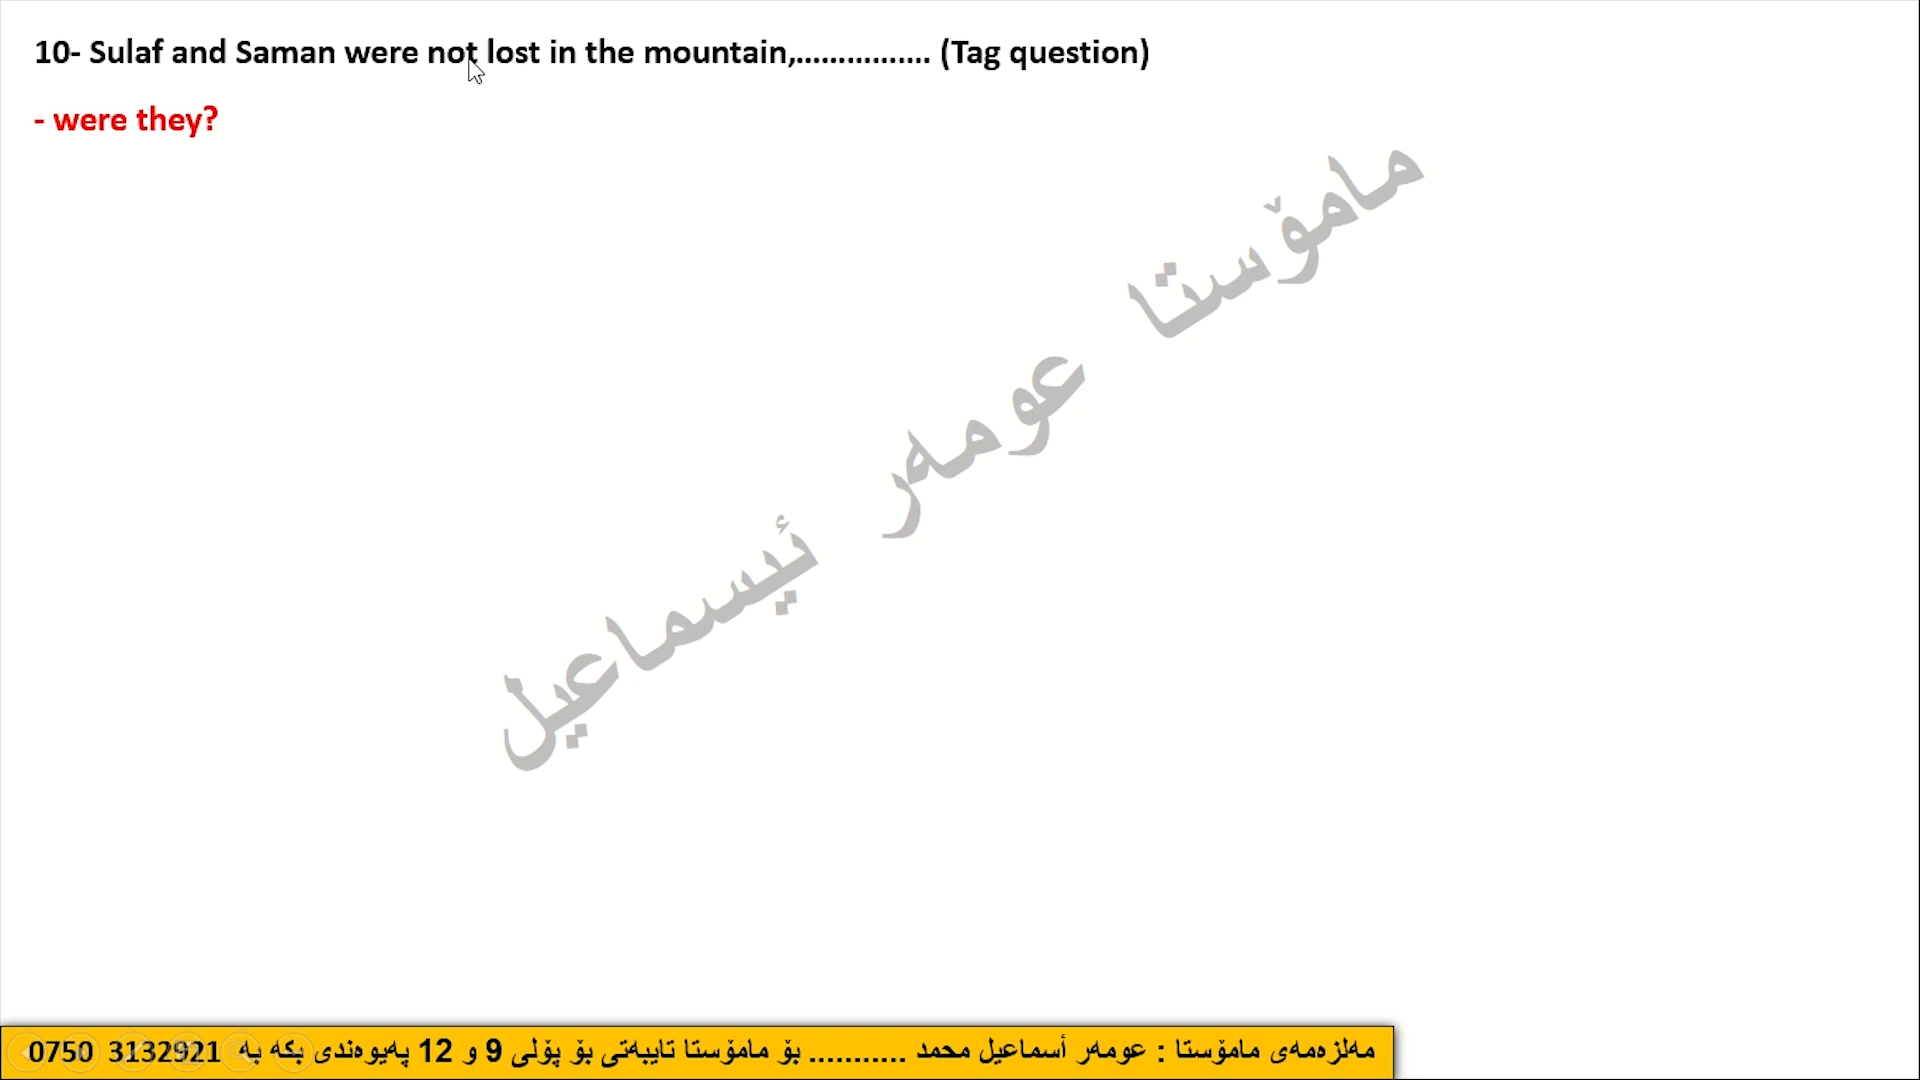 10- Sulaf and Saman were not lost in the mountain,................ (Tag question)
- were they?
مامۆستا عومەر ئیسماعیل
مەلزەمەی مامۆستا : عومەر أسماعیل محمد ........... بۆ مامۆستا تایبەتی بۆ پۆلی 9 و 12 پەیوەندی بکە بە 3132921 0750